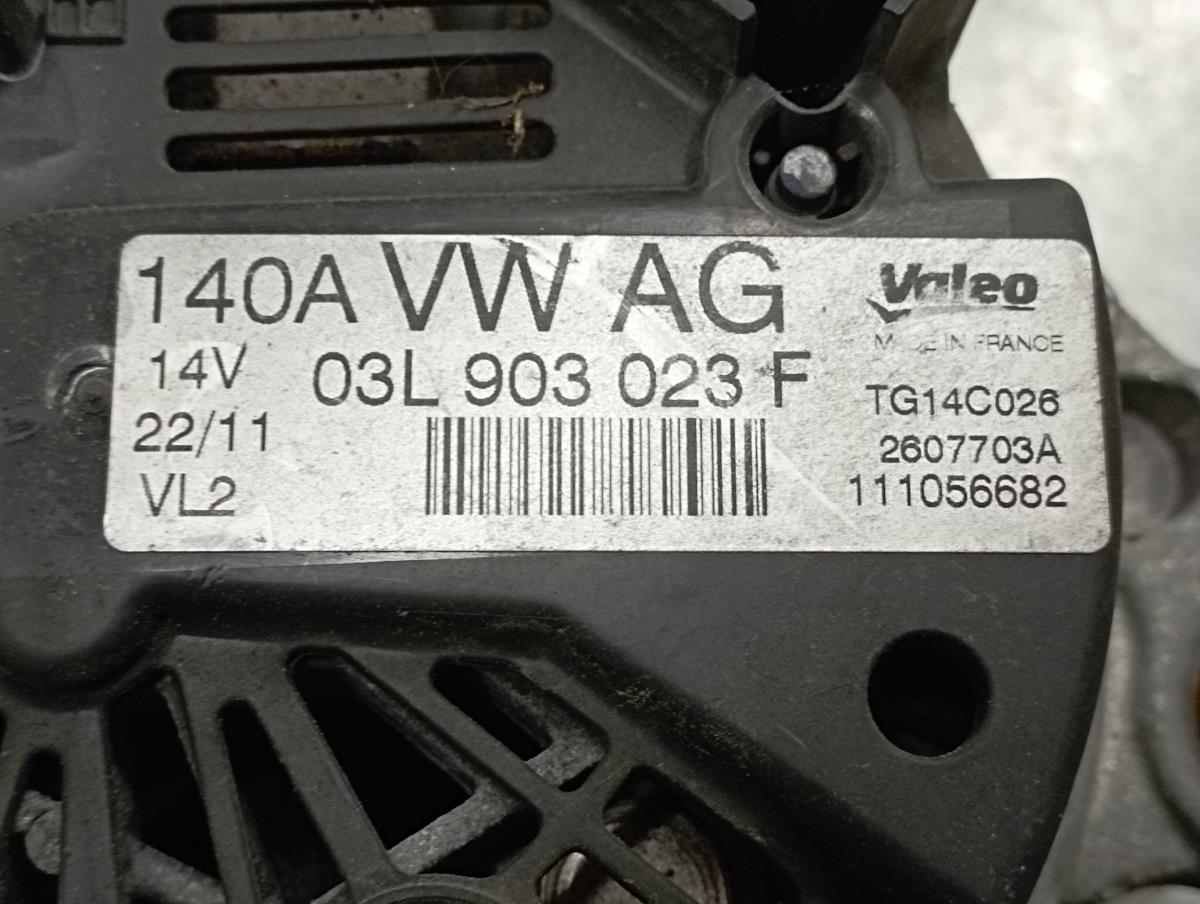 140A VW AG
14V 03L 903 023 F
22/11
VL2
Valeo
MADE IN FRANCE
TG14C026
2607703A
111056682